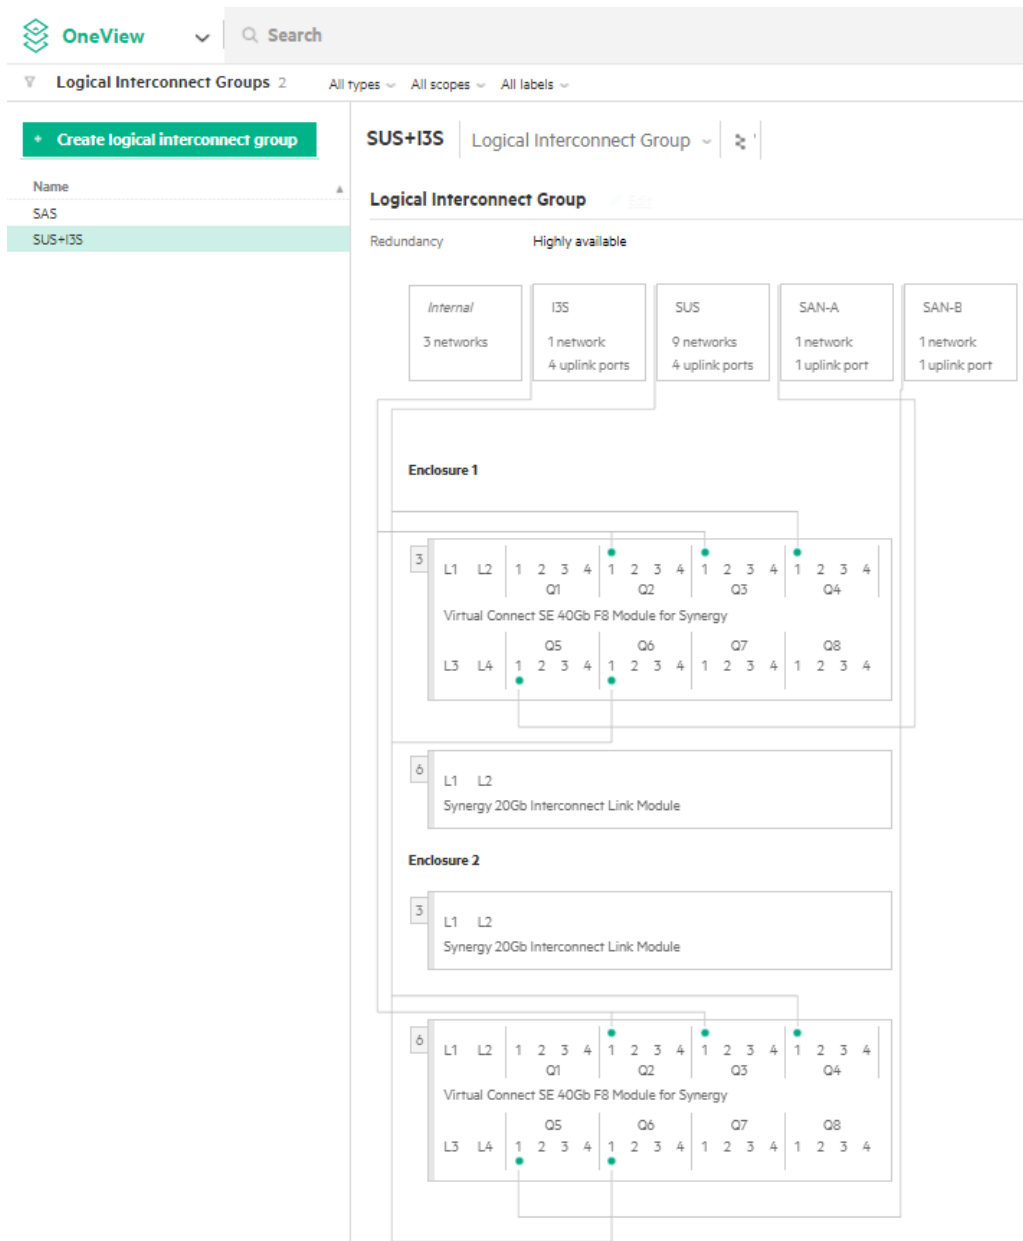 OneView Search
Logical Interconnect Groups 2 All types All scopes All labels
+ Create logical interconnect group
SUS+I3S Logical Interconnect Group
Name
SAS
SUS+I3S
Logical Interconnect Group Edit
Redundancy Highly available
Internal I3S SUS SAN-A SAN-B
3 networks 1 network 9 networks 1 network 1 network
4 uplink ports 4 uplink ports 1 uplink port 1 uplink port
Enclosure 1
3
L1 L2 1 2 3 4 1 2 3 4 1 2 3 4 1 2 3 4
Q1 Q2 Q3 Q4
Virtual Connect SE 40Gb F8 Module for Synergy
Q5 Q6 Q7 Q8
L3 L4 1 2 3 4 1 2 3 4 1 2 3 4 1 2 3 4
6
L1 L2
Synergy 20Gb Interconnect Link Module
Enclosure 2
3
L1 L2
Synergy 20Gb Interconnect Link Module
6
L1 L2 1 2 3 4 1 2 3 4 1 2 3 4 1 2 3 4
Q1 Q2 Q3 Q4
Virtual Connect SE 40Gb F8 Module for Synergy
Q5 Q6 Q7 Q8
L3 L4 1 2 3 4 1 2 3 4 1 2 3 4 1 2 3 4